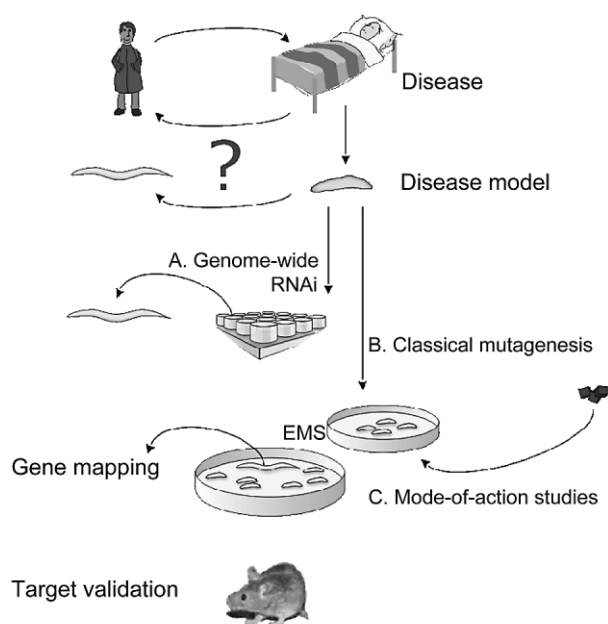 Disease
?
Disease model
A. Genome-wide
RNAi
B. Classical mutagenesis
EMS
Gene mapping
C. Mode-of-action studies
Target validation